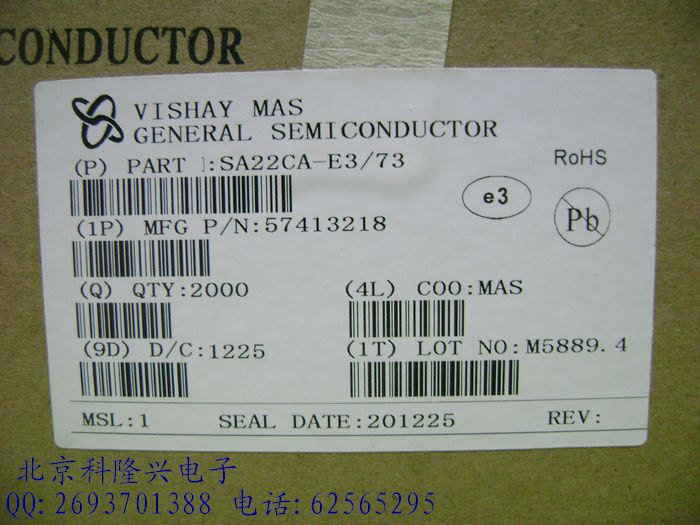 CONDUCTOR
VISHAY MAS
GENERAL SEMICONDUCTOR
(P) PART :SA22CA-E3/73
RoHS
e3
Pb
(1P) MFG P/N:57413218
(Q) QTY:2000
(4L) COO:MAS
(9D) D/C:1225
(1T) LOT NO:M5889.4
MSL:1 SEAL DATE:201225 REV:
北京科隆兴电子
QQ:2693701388 电话:62565295